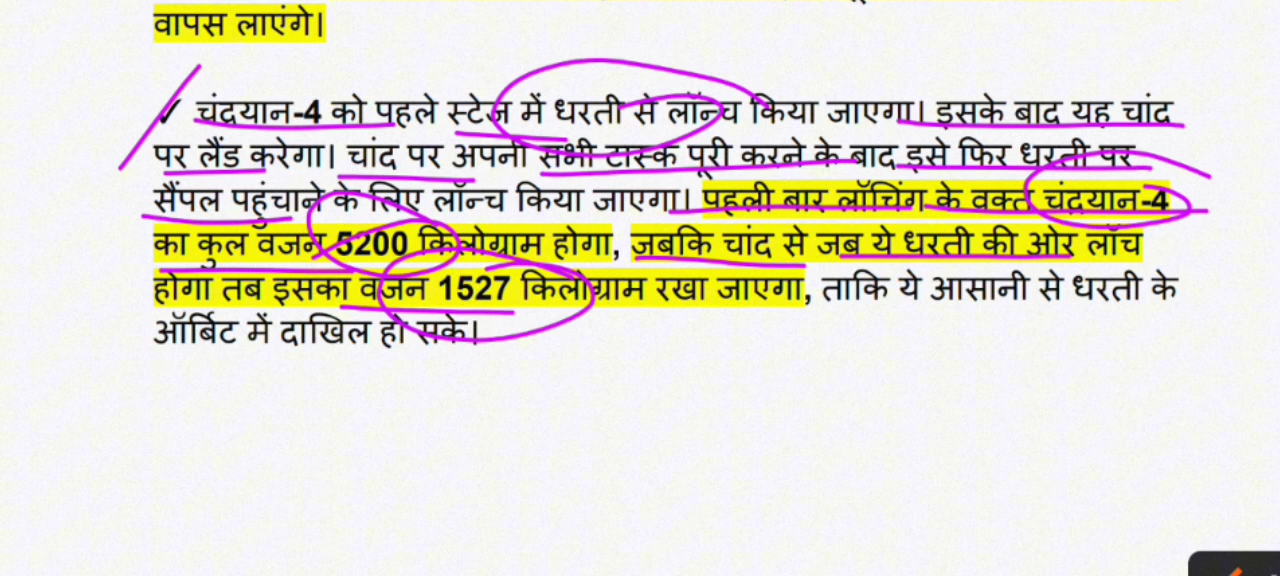 वापस लाएंगे।
✓ चंद्रयान-4 को पहले स्टेज में धरती से लॉन्च किया जाएगा। इसके बाद यह चांद
पर लैंड करेगा। चांद पर अपनी सभी टास्क पूरी करने के बाद इसे फिर धरती पर
सैंपल पहुंचाने के लिए लॉन्च किया जाएगा। पहली बार लॉचिंग के वक्त चंद्रयान-4
का कुल वजन 5200 किलोग्राम होगा, जबकि चांद से जब ये धरती की ओर लॉच
होगा तब इसका वजन 1527 किलोग्राम रखा जाएगा, ताकि ये आसानी से धरती के
ऑर्बिट में दाखिल हो सके।